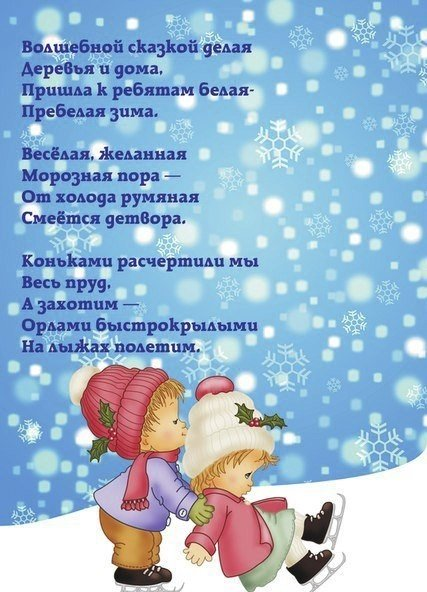 Волшебной сказкой делая
Деревья и дома,
Пришла к ребятам белая-
Пребелая зима.
Весёлая, желанная
Морозная пора —
От холода румяная
Смеётся детвора.
Коньками расчертили мы
Весь пруд,
А захотим —
Орлами быстрокрылыми
На лыжах полетим.